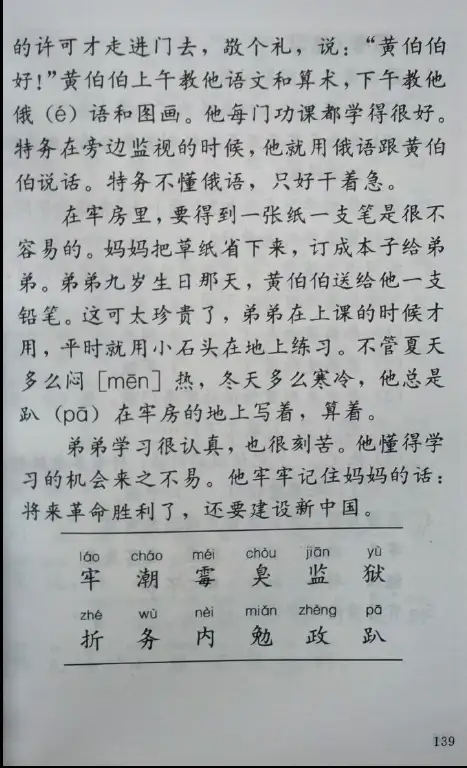 的许可才走进门去，敬个礼，说：“黄伯伯
好！”黄伯伯上午教他语文和算术，下午教他
俄（é）语和图画。他每门功课都学得很好。
特务在旁边监视的时候，他就用俄语跟黄伯
伯说话。特务不懂俄语，只好干着急。
在牢房里，要得到一张纸一支笔是很不
容易的。妈妈把草纸省下来，订成本子给弟
弟。弟弟九岁生日那天，黄伯伯送给他一支
铅笔。这可太珍贵了，弟弟在上课的时候才
用，平时就用小石头在地上练习。不管夏天
多么闷［mēn］热，冬天多么寒冷，他总是
趴（pā）在牢房的地上写着，算着。
弟弟学习很认真，也很刻苦。他懂得学
习的机会来之不易。他牢牢记住妈妈的话：
将来革命胜利了，还要建设新中国。
láo cháo méi chòu jiān yù
牢 潮 霉 臭 监 狱
zhé wù nèi miǎn zhèng pā
折 务 内 勉 政 趴
139